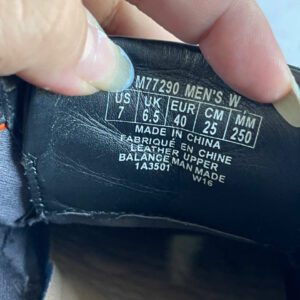 M77290 MEN'S W
US UK EUR CM MM
7 6.5 40 25 250
MADE IN CHINA
FABRIQUÉ EN CHINE
LEATHER UPPER
BALANCE MAN MADE
1A3501 W16